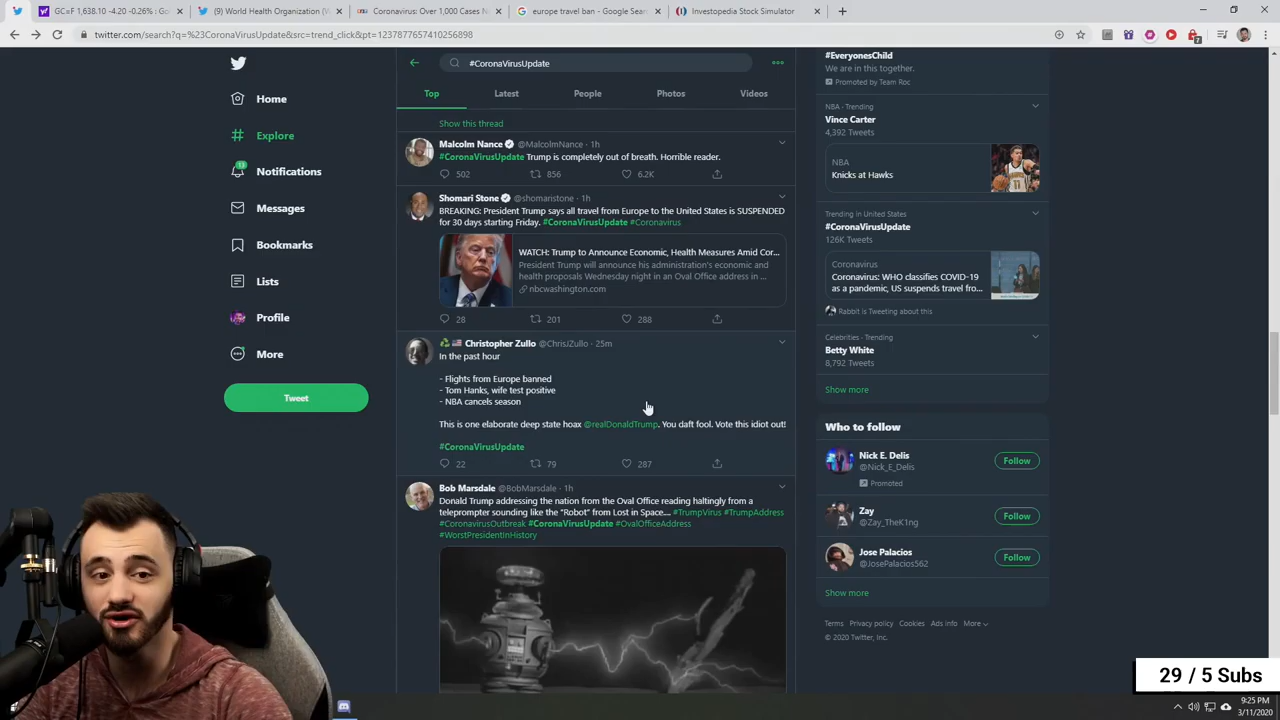 GC=F 1,638.10 -4.20 -0.26% : G
(9) World Health Organization (W
Coronavirus: Over 1,000 Cases N
europe travel ban - Google Sear
Investopedia Stock Simulator
twitter.com/search?q=%23CoronaVirusUpdate&src=trend_click&pt=1237877657410256898
Home
Explore
13
Notifications
Messages
Bookmarks
Lists
Profile
More
Tweet
#CoronaVirusUpdate
Top
Latest
People
Photos
Videos
Show this thread
Malcolm Nance @MalcolmNance · 1h
#CoronaVirusUpdate Trump is completely out of breath. Horrible reader.
502
856
6.2K
Shomari Stone @shomaristone · 1h
BREAKING: President Trump says all travel from Europe to the United States is SUSPENDED
for 30 days starting Friday. #CoronaVirusUpdate #Coronavirus
WATCH: Trump to Announce Economic, Health Measures Amid Cor...
President Trump will announce his administration's economic and
health proposals Wednesday night in an Oval Office address in ...
nbcwashington.com
28
201
288
Christopher Zullo @ChrisJZullo · 25m
In the past hour
- Flights from Europe banned
- Tom Hanks, wife test positive
- NBA cancels season
This is one elaborate deep state hoax @realDonaldTrump. You daft fool. Vote this idiot out!
#CoronaVirusUpdate
22
79
287
Bob Marsdale @BobMarsdale · 1h
Donald Trump addressing the nation from the Oval Office reading haltingly from a
teleprompter sounding like the "Robot" from Lost in Space.... #TrumpVirus #TrumpAddress
#CoronavirusOutbreak #CoronaVirusUpdate #OvalOfficeAddress
#WorstPresidentInHistory
#EveryonesChild
We are in this together.
Promoted by Team Roc
NBA · Trending
Vince Carter
4,392 Tweets
NBA
Knicks at Hawks
Trending in United States
#CoronaVirusUpdate
126K Tweets
Coronavirus
Coronavirus: WHO classifies COVID-19
as a pandemic, US suspends travel fro...
Rabbit is Tweeting about this
Celebrities · Trending
Betty White
8,792 Tweets
Show more
Who to follow
Nick E. Delis
@Nick_E_Delis
Follow
Promoted
Zay
@Zay_TheK1ng
Follow
Jose Palacios
@JosePalacios562
Follow
Show more
Terms Privacy policy Cookies Ads info More
© 2020 Twitter, Inc.
29 / 5 Subs
9:25 PM
3/11/2020